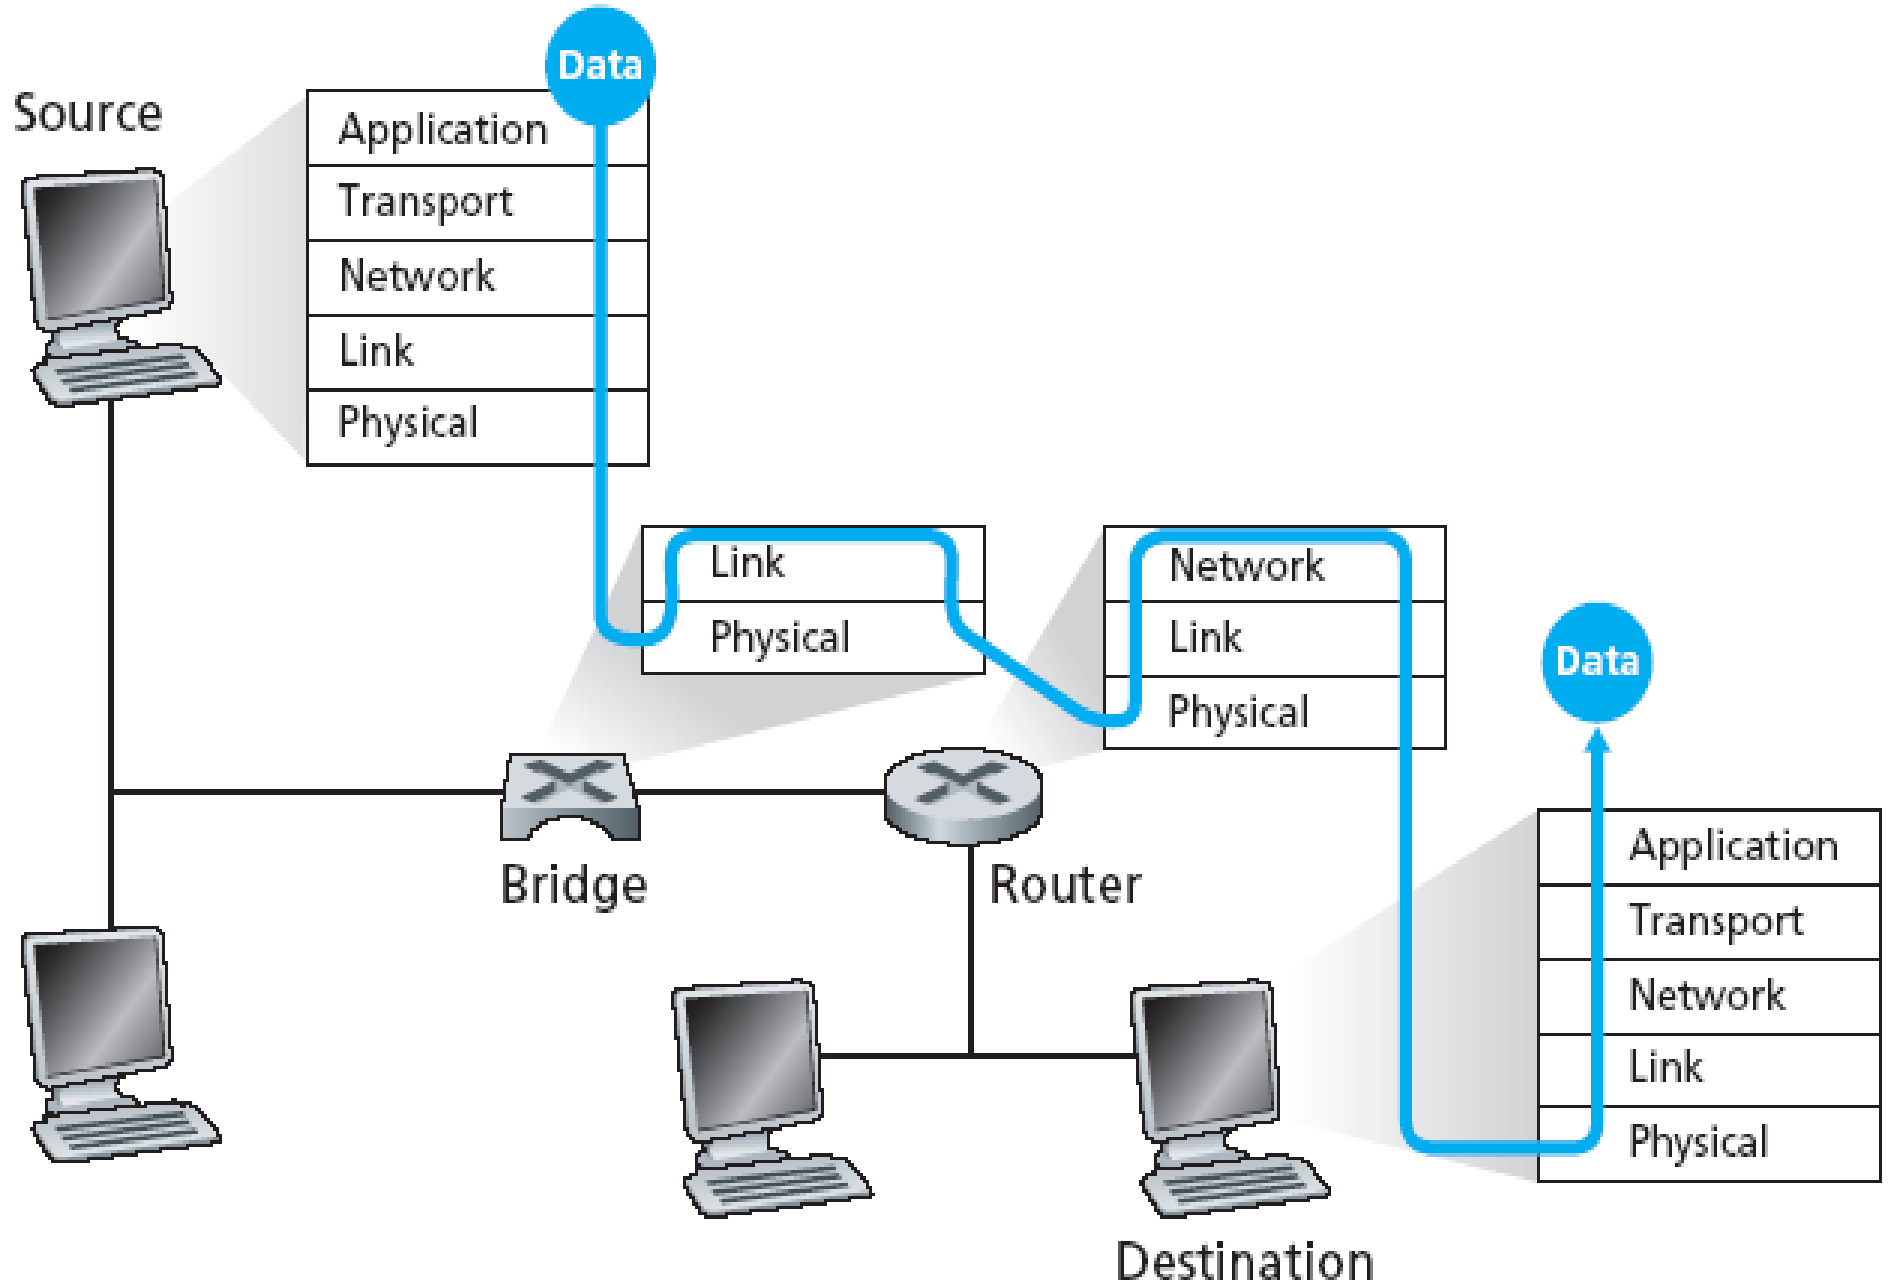 Data
Source
Application
Transport
Network
Link
Physical
Link
Physical
Network
Link
Physical
Data
Bridge
Router
Application
Transport
Network
Link
Physical
Destination